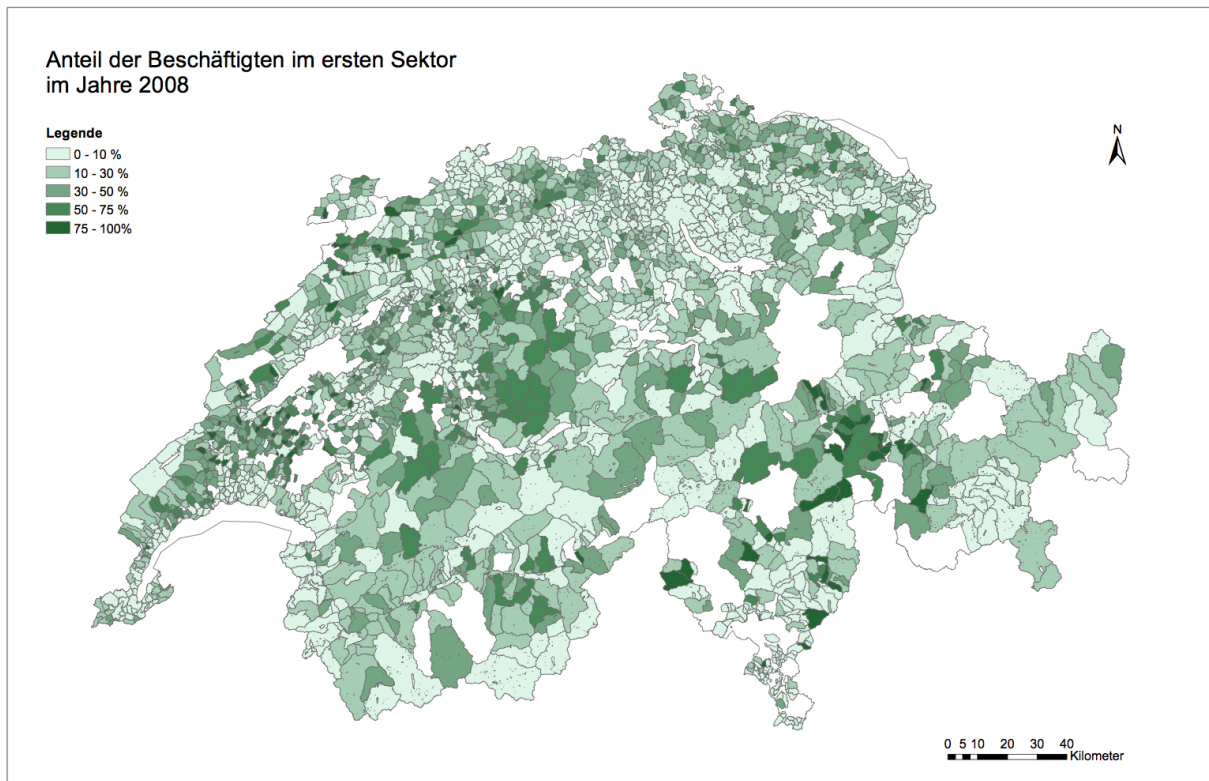 Anteil der Beschäftigten im ersten Sektor
im Jahre 2008
Legende
0 - 10 %
10 - 30 %
30 - 50 %
50 - 75 %
75 - 100%
N
0 5 10 20 30 40
Kilometer